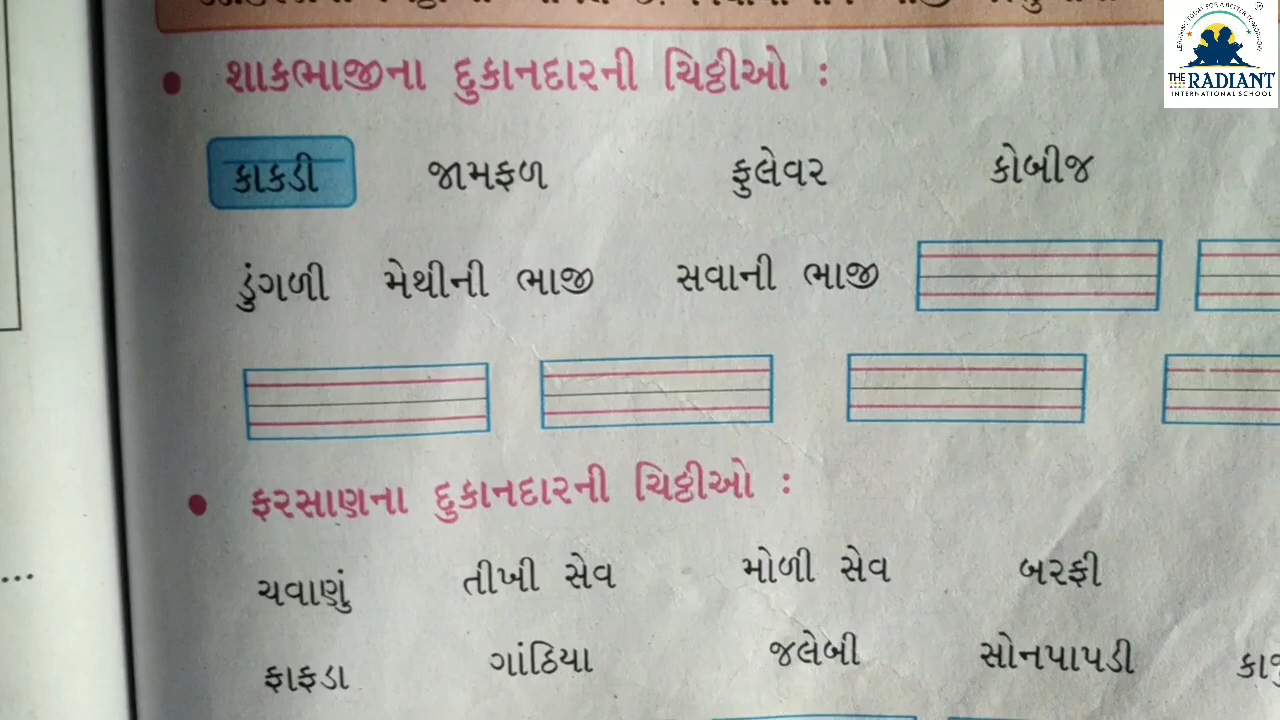 THE
RADIANT
INTERNATIONAL SCHOOL
• શાકભાજીના દુકાનદારની ચિઠ્ઠીઓ :
કાકડી જામફળ ફુલેવર કોબીજ
ડુંગળી મેથીની ભાજી સવાની ભાજી
• ફરસાણના દુકાનદારની ચિઠ્ઠીઓ :
ચવાણું તીખી સેવ મોળી સેવ બરફી
ફાફડા ગાંઠિયા જલેબી સોનપાપડી
...